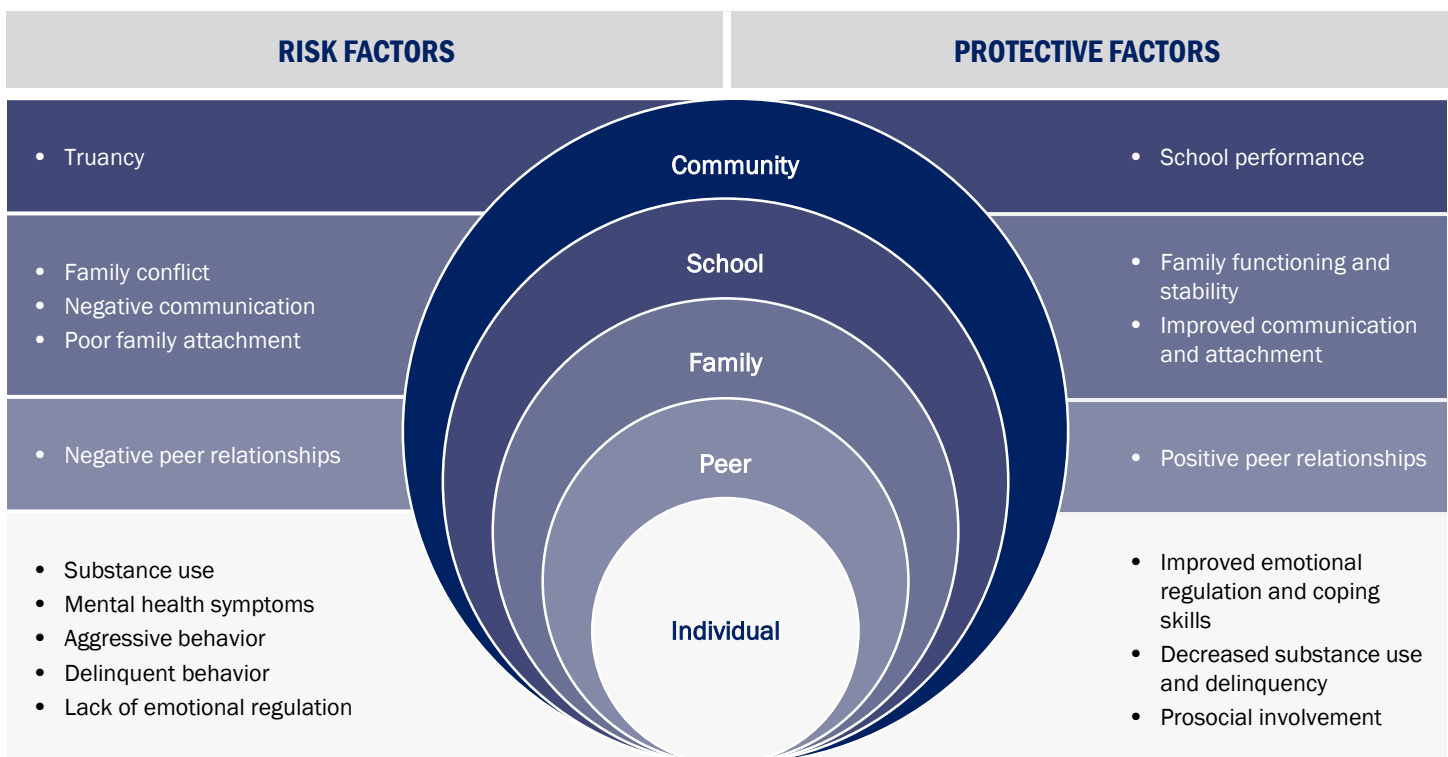 RISK FACTORS
PROTECTIVE FACTORS
• Truancy
Community
• School performance
School
• Family conflict
• Negative communication
• Poor family attachment
Family
• Family functioning and
stability
• Improved communication
and attachment
• Negative peer relationships
Peer
• Positive peer relationships
• Substance use
• Mental health symptoms
• Aggressive behavior
• Delinquent behavior
• Lack of emotional regulation
Individual
• Improved emotional
regulation and coping
skills
• Decreased substance use
and delinquency
• Prosocial involvement